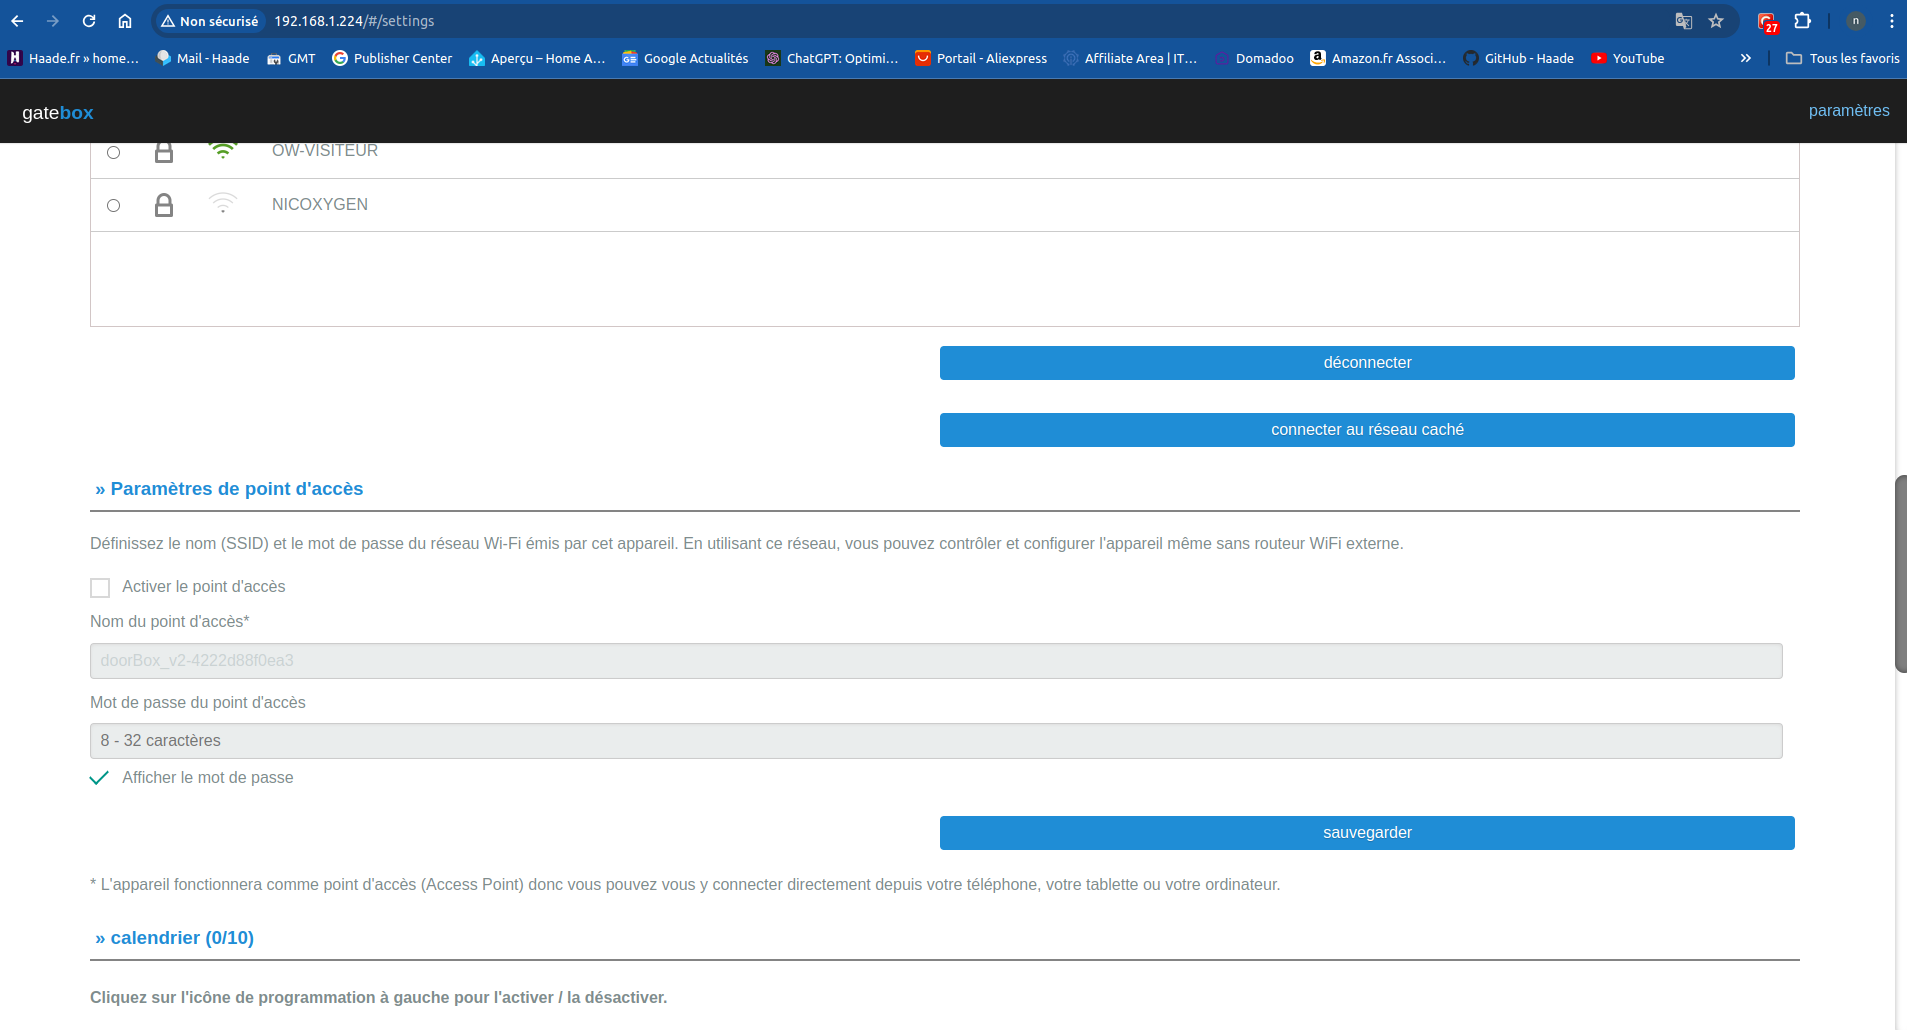 Non sécurisé 192.168.1.224/#/settings 27 n
Haade.fr » home... Mail - Haade GMT Publisher Center Aperçu – Home A... Google Actualités ChatGPT: Optimi... Portail - Aliexpress Affiliate Area | IT... Domadoo Amazon.fr Associ... GitHub - Haade YouTube » Tous les favoris
gatebox paramètres
OW-VISITEUR
NICOXYGEN
déconnecter
connecter au réseau caché
» Paramètres de point d'accès
Définissez le nom (SSID) et le mot de passe du réseau Wi-Fi émis par cet appareil. En utilisant ce réseau, vous pouvez contrôler et configurer l'appareil même sans routeur WiFi externe.
Activer le point d'accès
Nom du point d'accès*
doorBox_v2-4222d88f0ea3
Mot de passe du point d'accès
8 - 32 caractères
Afficher le mot de passe
sauvegarder
* L'appareil fonctionnera comme point d'accès (Access Point) donc vous pouvez vous y connecter directement depuis votre téléphone, votre tablette ou votre ordinateur.
» calendrier (0/10)
Cliquez sur l'icône de programmation à gauche pour l'activer / la désactiver.